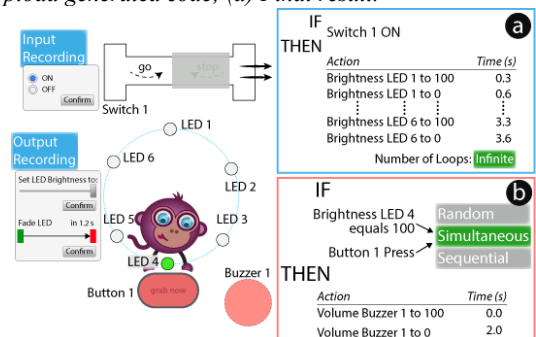 Input
Recording
ON
OFF
Confirm
go
stop
Switch 1
Output
Recording
Set LED Brightness to:
Confirm
Fade LED in 1.2 s
Confirm
LED 1
LED 6
LED 2
LED 5
LED 3
LED 4
Button 1
grab now
Buzzer 1
a
IF
Switch 1 ON
THEN
Action Time (s)
Brightness LED 1 to 100 0.3
Brightness LED 1 to 0 0.6
Brightness LED 6 to 100 3.3
Brightness LED 6 to 0 3.6
Number of Loops: Infinite
b
IF
Brightness LED 4
equals 100
Button 1 Press
Random
Simultaneous
Sequential
THEN
Action Time (s)
Volume Buzzer 1 to 100 0.0
Volume Buzzer 1 to 0 2.0